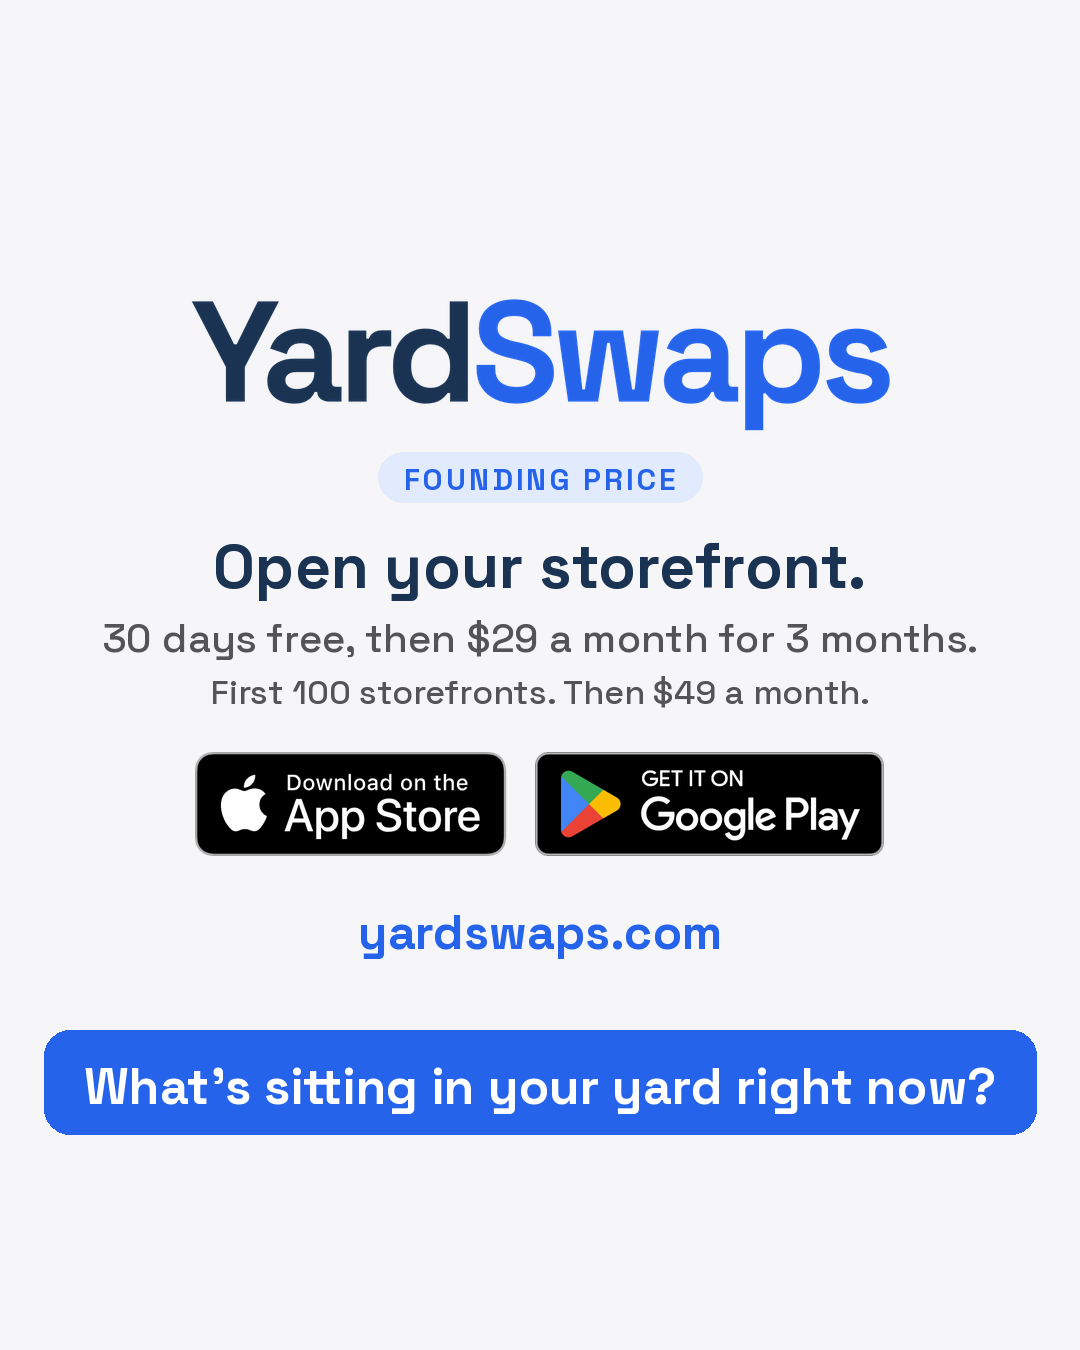 YardSwaps
FOUNDING PRICE
Open your storefront.
30 days free, then $29 a month for 3 months.
First 100 storefronts. Then $49 a month.
Download on the
App Store
GET IT ON
Google Play
yardswaps.com
What’s sitting in your yard right now?